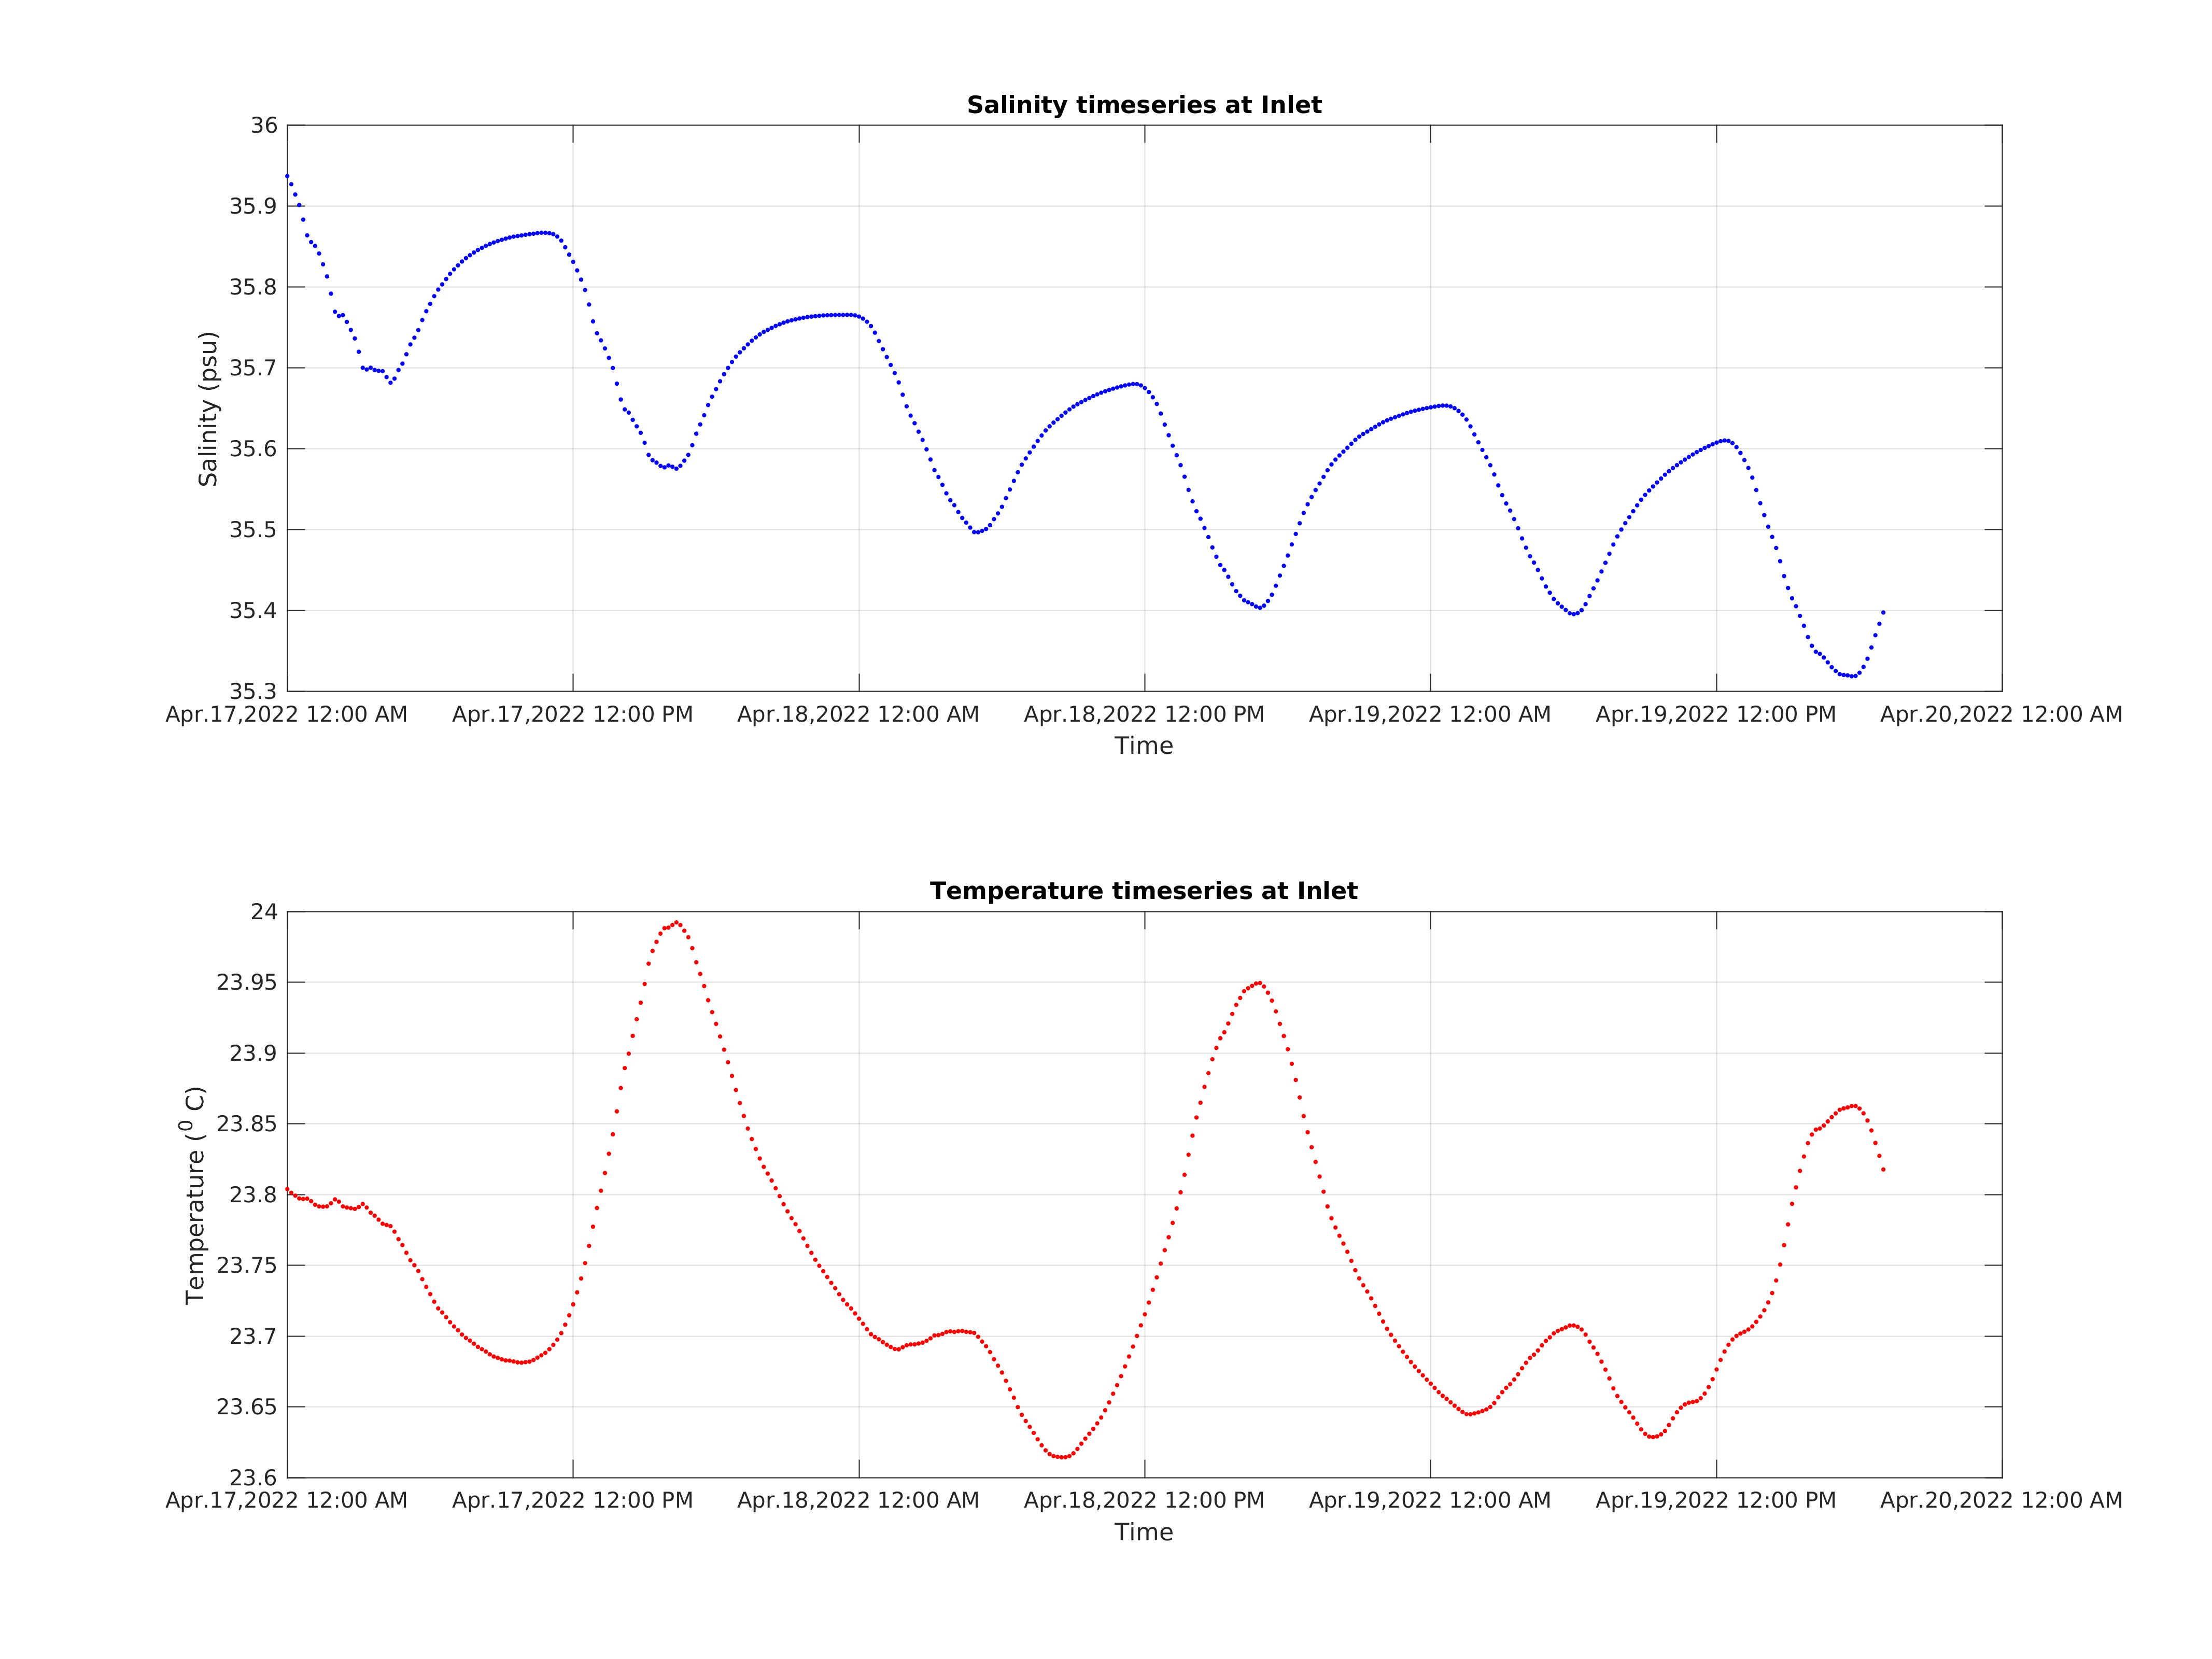 Salinity timeseries at Inlet
36
35.9
35.8
35.7
35.6
35.5
35.4
35.3
Salinity (psu)
Apr.17,2022 12:00 AM Apr.17,2022 12:00 PM Apr.18,2022 12:00 AM Apr.18,2022 12:00 PM Apr.19,2022 12:00 AM Apr.19,2022 12:00 PM Apr.20,2022 12:00 AM
Time
Temperature timeseries at Inlet
24
23.95
23.9
23.85
23.8
23.75
23.7
23.65
23.6
Temperature (⁰ C)
Apr.17,2022 12:00 AM Apr.17,2022 12:00 PM Apr.18,2022 12:00 AM Apr.18,2022 12:00 PM Apr.19,2022 12:00 AM Apr.19,2022 12:00 PM Apr.20,2022 12:00 AM
Time